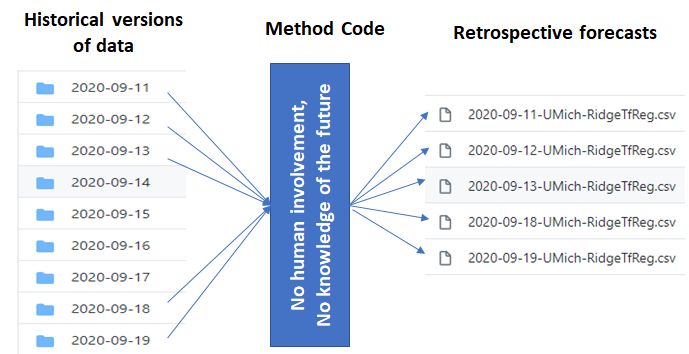 Historical versions
of data
2020-09-11
2020-09-12
2020-09-13
2020-09-14
2020-09-15
2020-09-16
2020-09-17
2020-09-18
2020-09-19
Method Code
No human involvement,
No knowledge of the future
Retrospective forecasts
2020-09-11-UMich-RidgeTfReg.csv
2020-09-12-UMich-RidgeTfReg.csv
2020-09-13-UMich-RidgeTfReg.csv
2020-09-18-UMich-RidgeTfReg.csv
2020-09-19-UMich-RidgeTfReg.csv